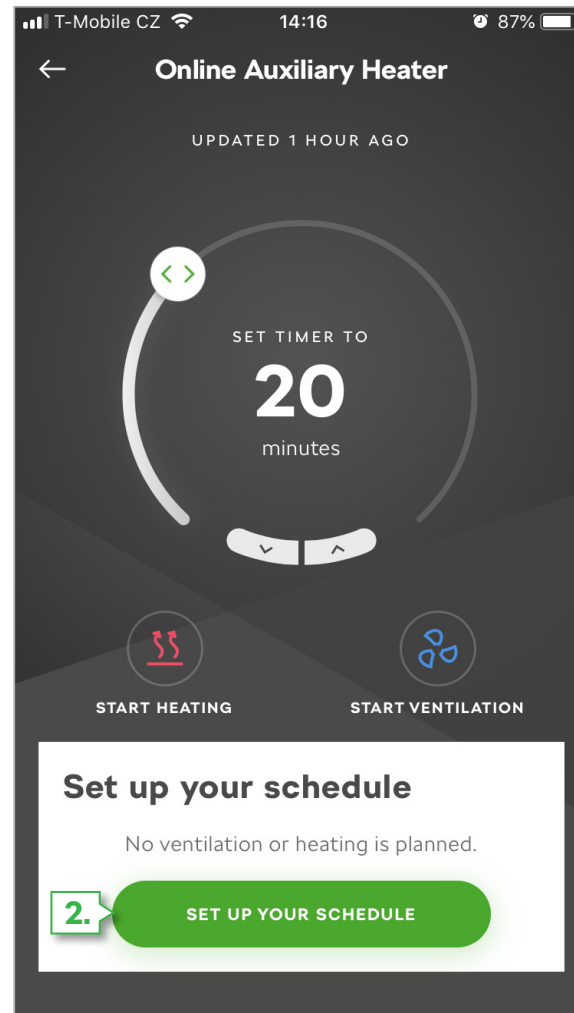 T-Mobile CZ 14:16 87%
Online Auxiliary Heater
UPDATED 1 HOUR AGO
SET TIMER TO
20
minutes
START HEATING START VENTILATION
Set up your schedule
No ventilation or heating is planned.
2. SET UP YOUR SCHEDULE